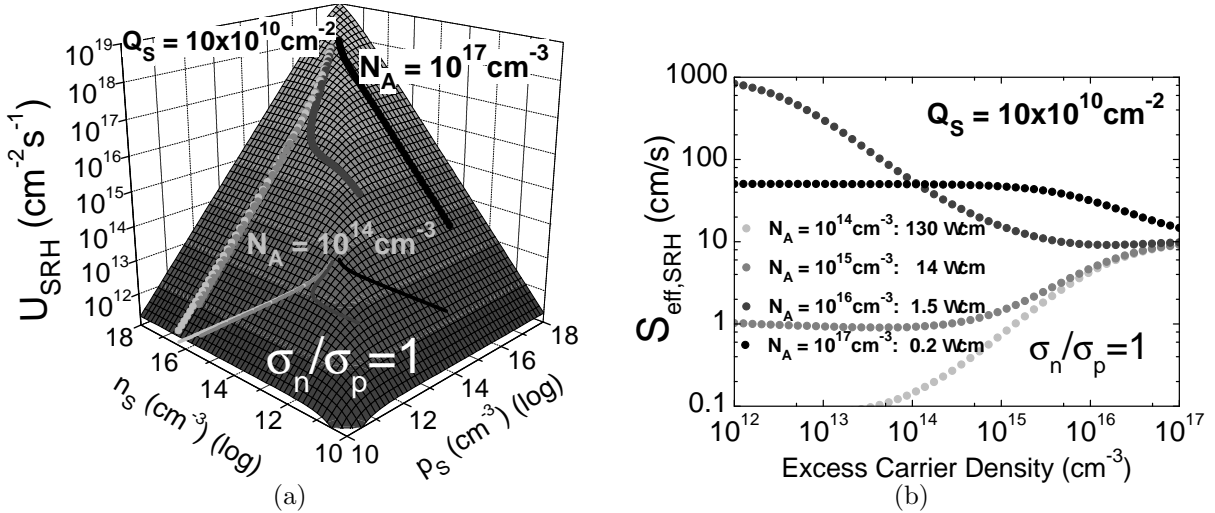 Q_S = 10x10^10 cm^-2
N_A = 10^17 cm^-3
N_A = 10^14 cm^-3
σ_n/σ_p=1
U_SRH (cm^-2 s^-1)
10^19
10^18
10^17
10^16
10^15
10^14
10^13
10^12
18
16
14
12
10
n_S (cm^-3) (log)
10
12
14
16
18
p_S (cm^-3) (log)
(a)
S_eff,SRH (cm/s)
1000
100
10
1
0.1
Q_S = 10x10^10 cm^-2
N_A = 10^14 cm^-3: 130 Wcm
N_A = 10^15 cm^-3: 14 Wcm
N_A = 10^16 cm^-3: 1.5 Wcm
N_A = 10^17 cm^-3: 0.2 Wcm
σ_n/σ_p=1
10^12 10^13 10^14 10^15 10^16 10^17
Excess Carrier Density (cm^-3)
(b)